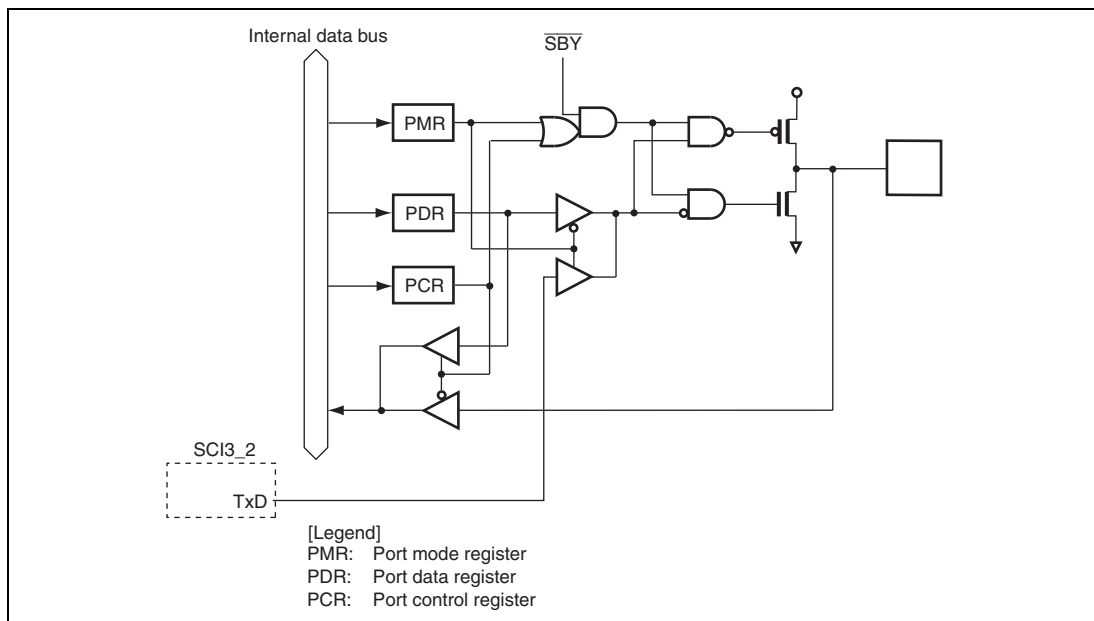 Internal data bus
SBY
PMR
PDR
PCR
SCI3_2
TxD
[Legend]
PMR: Port mode register
PDR: Port data register
PCR: Port control register